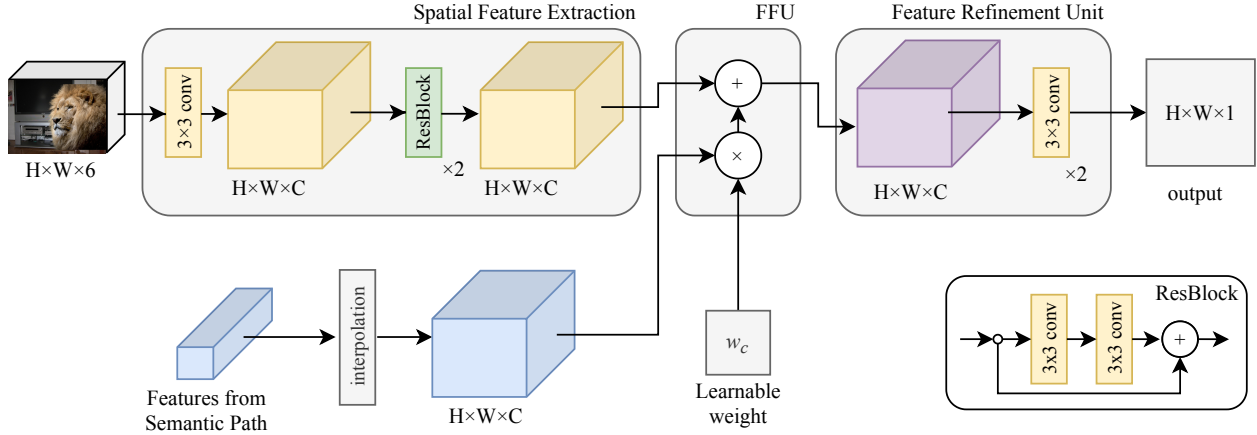 Spatial Feature Extraction
FFU
Feature Refinement Unit
H×W×6
3×3 conv
H×W×C
ResBlock
×2
H×W×C
+
×
H×W×C
3×3 conv
×2
H×W×1
output
Features from
Semantic Path
interpolation
H×W×C
w_c
Learnable
weight
ResBlock
3x3 conv
3x3 conv
+